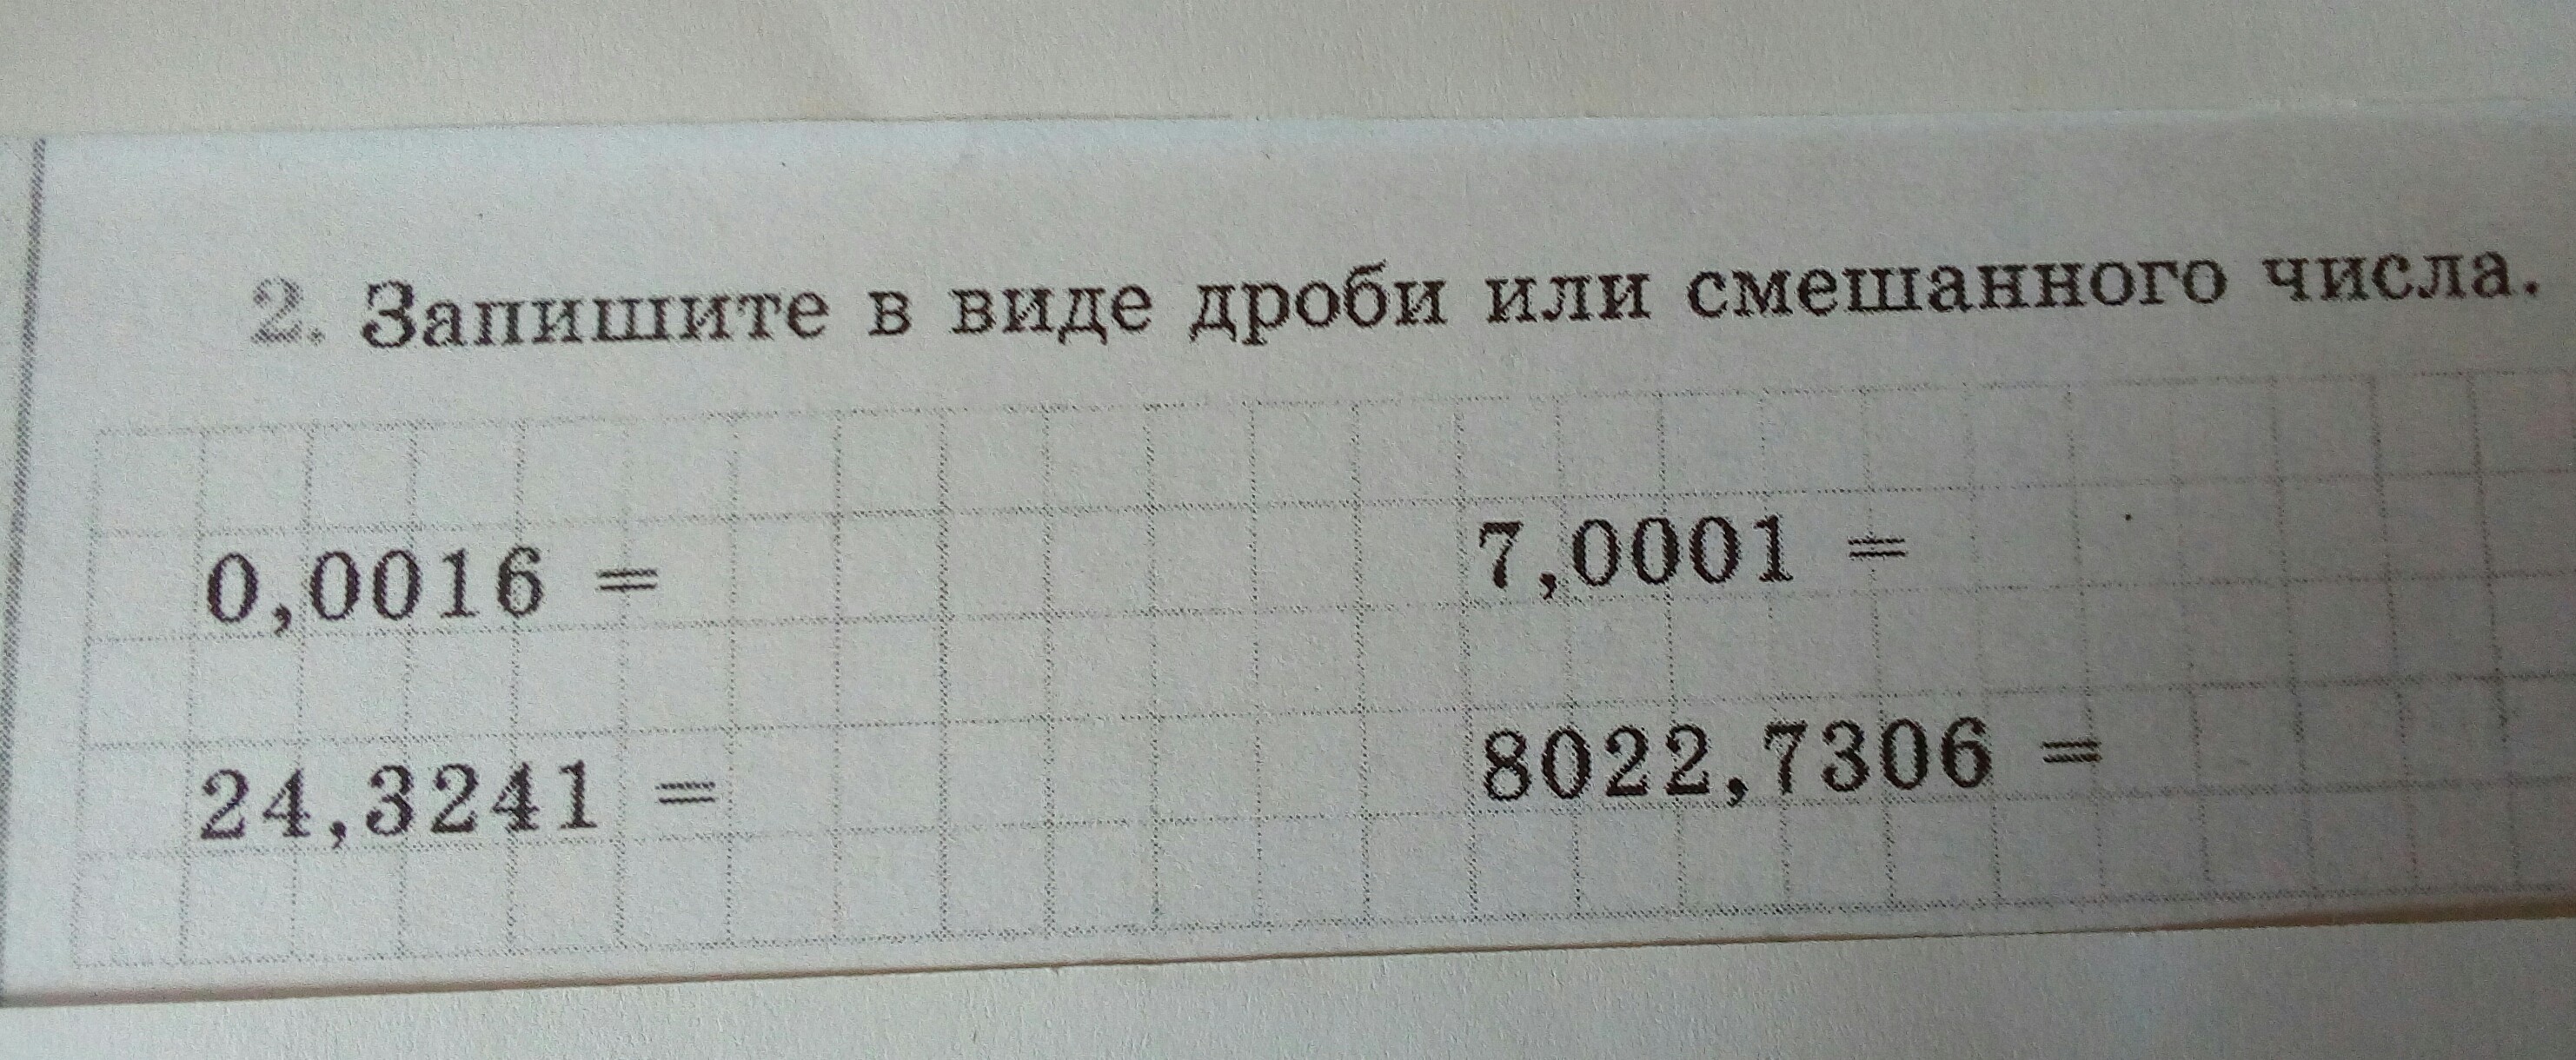 2. Запишите в виде дроби или смешанного числа.
0,0016 = 7,0001 =
24,3241 = 8022,7306 =